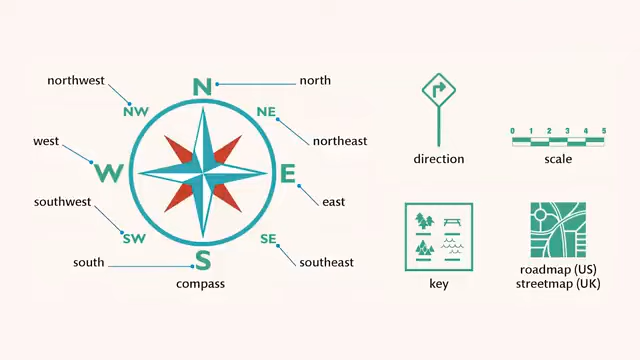 northwest
N
north
NW
NE
northeast
west
W
E
east
southwest
SW
SE
southeast
south
S
compass
direction
0 1 2 3 4 5
scale
key
roadmap (US)
streetmap (UK)